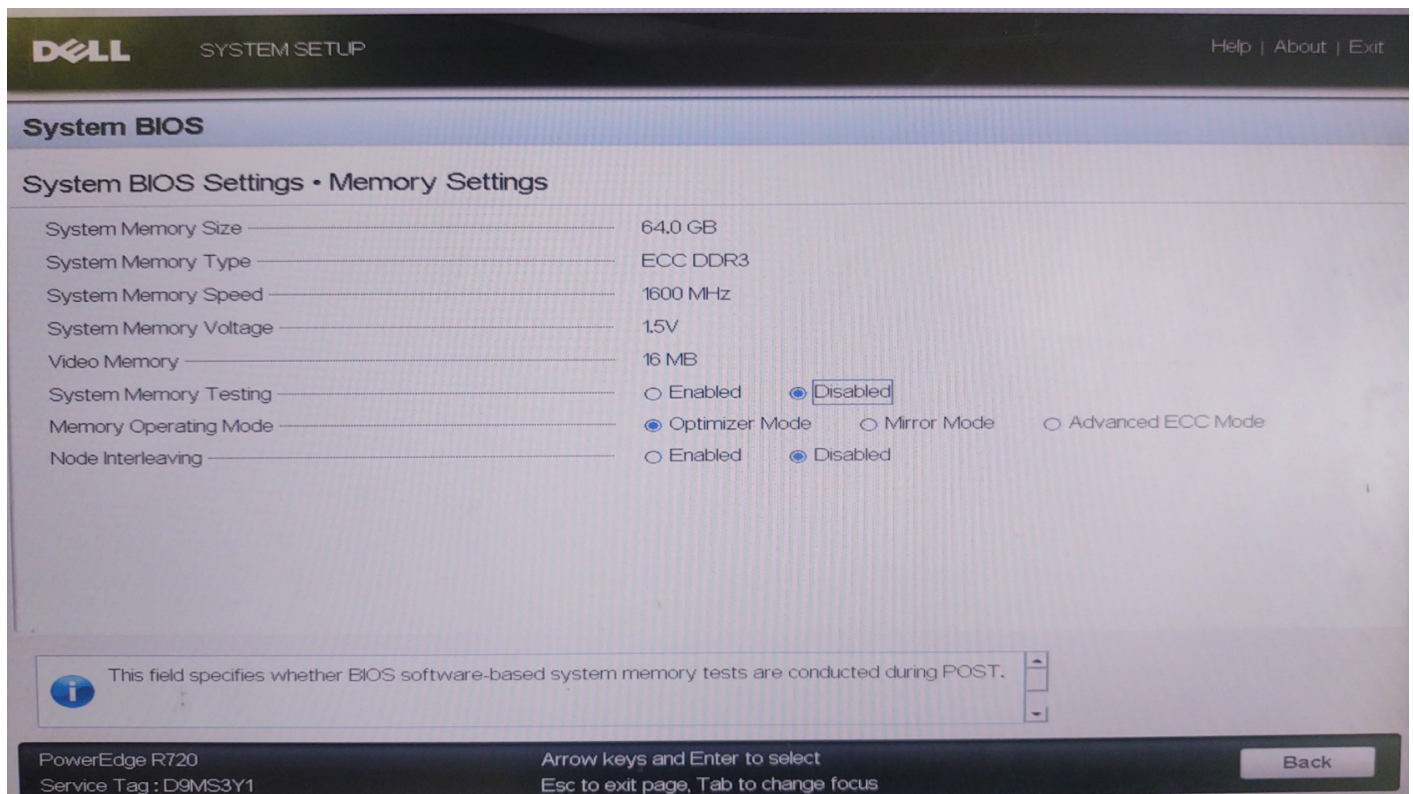 DELL SYSTEM SETUP Help | About | Exit
System BIOS
System BIOS Settings • Memory Settings
System Memory Size 64.0 GB
System Memory Type ECC DDR3
System Memory Speed 1600 MHz
System Memory Voltage 1.5V
Video Memory 16 MB
System Memory Testing Enabled Disabled
Memory Operating Mode Optimizer Mode Mirror Mode Advanced ECC Mode
Node Interleaving Enabled Disabled
This field specifies whether BIOS software-based system memory tests are conducted during POST.
PowerEdge R720 Arrow keys and Enter to select Back
Service Tag : D9MS3Y1 Esc to exit page, Tab to change focus